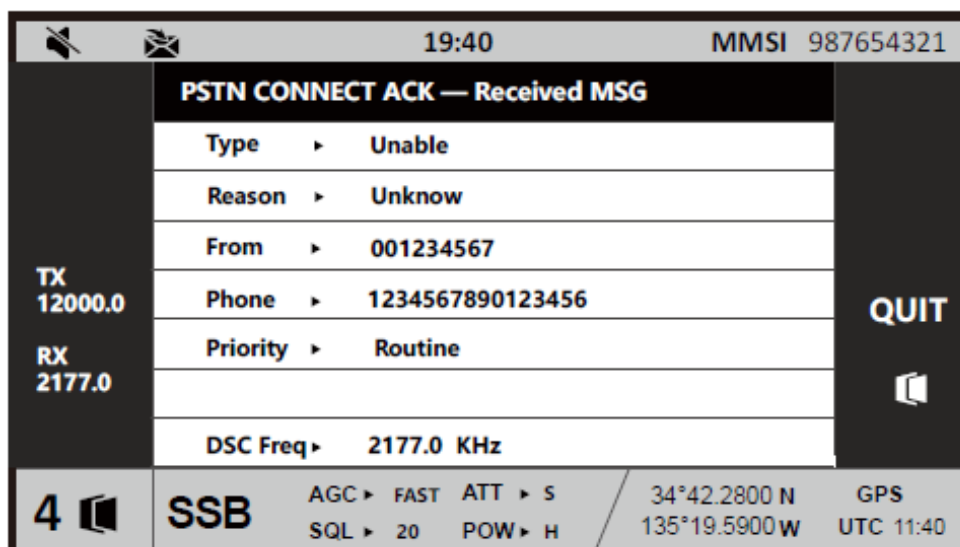 19:40 MMSI 987654321
PSTN CONNECT ACK — Received MSG
Type ▸ Unable
Reason ▸ Unknow
From ▸ 001234567
Phone ▸ 1234567890123456
Priority ▸ Routine
DSC Freq ▸ 2177.0 KHz
TX
12000.0
RX
2177.0
QUIT
4 SSB
AGC ▸ FAST ATT ▸ S
SQL ▸ 20 POW ▸ H
34°42.2800 N
135°19.5900 W
GPS
UTC 11:40